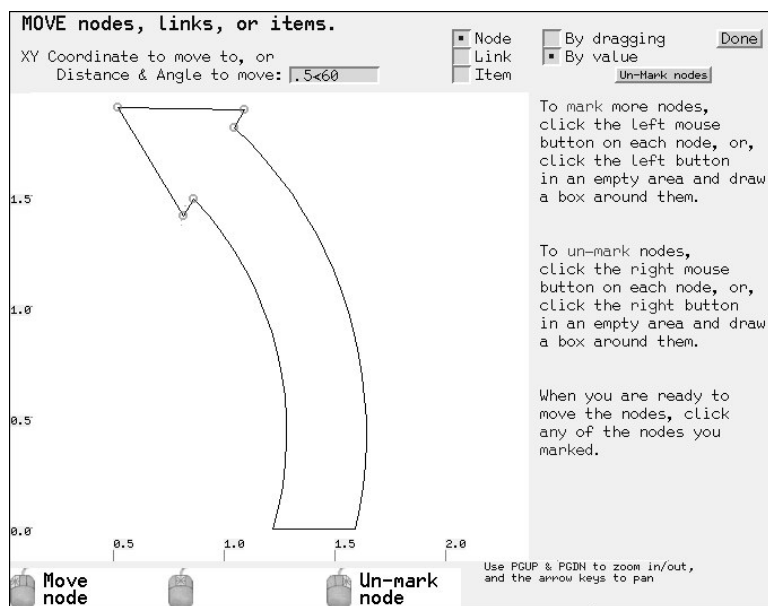 MOVE nodes, links, or items.
XY Coordinate to move to, or
Distance & Angle to move: .5<60
Node
Link
Item
By dragging
By value
Done
Un-Mark nodes
To mark more nodes,
click the left mouse
button on each node, or,
click the left button
in an empty area and draw
a box around them.
To un-mark nodes,
click the right mouse
button on each node, or,
click the right button
in an empty area and draw
a box around them.
When you are ready to
move the nodes, click
any of the nodes you
marked.
1.5
1.0
0.5
0.0
0.5 1.0 1.5 2.0
Move
node
Un-mark
node
Use PGUP & PGDN to zoom in/out,
and the arrow keys to pan